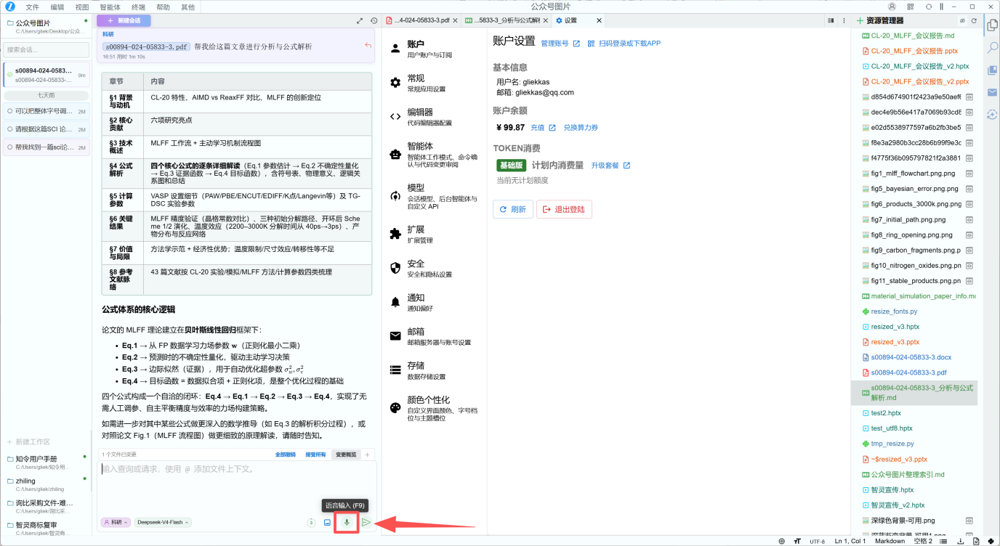 文件 编辑 视图 智能体 终端 帮助 其他
公众号图片
公众号图片
C:/Users/gliek/Desktop/公众...
搜索会话...
s00894-024-0583...
s00894-024-05833-...
9m
七天前
可以把整体字号调... 2M
请根据这篇SCI 论... 2M
帮我找到一篇sci论... 2M
+ 新建工作区
知令用户手册
C:/Users/gliek/知令用...
zhiling
C:/Users/gliek/zhiling
询比采购文件-难...
智灵商标复审
C:/Users/gliek/智灵商...
+ 新建会话
科研
s00894-024-05833-3.pdf 帮我给这篇文章进行分析与公式解析
16:51 用时 1m 10s
章节 内容
§1 背景与动机 CL-20 特性、AIMD vs ReaxFF 对比、MLFF 的创新定位
§2 核心贡献 六项研究亮点
§3 技术概述 MLFF 工作流 + 主动学习机制流程图
§4 公式解析 四个核心公式的逐条详细解读（Eq.1 参数估计 → Eq.2 不确定性量化
→ Eq.3 证据函数 → Eq.4 目标函数），含符号表、物理意义、逻辑关
系图和总结
§5 计算参数 VASP 设置细节（PAW/PBE/ENCUT/EDIFF/K点/Langevin等）及 TG-
DSC 实验参数
§6 关键结果 MLFF 精度验证（晶格常数对比）、三种初始分解路径、开环后 Sche
me 1/2 演化、温度效应（2200–3000K 分解时间从 40ps→3ps）、产
物分布与反应网络
§7 价值与局限 方法学示范 + 经济性优势；温度限制/尺寸效应/转移性等不足
§8 参考文献脉络 43 篇文献按 CL-20 实验/模拟/MLFF 方法/计算参数四类梳理
公式体系的核心逻辑
论文的 MLFF 理论建立在贝叶斯线性回归框架下：
• Eq.1 → 从 FP 数据学习力场参数 w（正则化最小二乘）
• Eq.2 → 预测时的不确定性量化，驱动主动学习决策
• Eq.3 → 边际似然（证据），用于自动优化超参数 σ²_w, σ²_v
• Eq.4 → 目标函数 = 数据拟合项 + 正则化项，是整个优化过程的基础
四个公式构成一个自洽的闭环：Eq.4 → Eq.1 → Eq.2 → Eq.3 → Eq.4，实现了无
需人工调参、自主平衡精度与效率的力场构建策略。
如需进一步对其中某些公式做更深入的数学推导（如 Eq.3 的解析积分过程），或
对照论文 Fig.1（MLFF 流程图）做更细致的原理解读，请随时告知。
1 个文件已变更 全部撤销 接受所有 变更概览 +
输入查询或请求，使用 @ 添加文件上下文。
语音输入 (F9)
科研 Deepseek-V4-Flash 3
...4-024-05833.pdf ...5833-3_分析与公式解析 设置
账户
用户账户与订阅
常规
常规应用设置
编辑器
代码编辑器配置
智能体
智能体工作模式、命令确
认与代码变更审阅
模型
会话模型、后台智能体与
自定义 API
扩展
扩展管理
安全
安全和隐私设置
通知
通知偏好
邮箱
邮箱服务器与账号设置
存储
数据存储设置
颜色个性化
自定义界面颜色、字号档
位与主题槽位
账户设置 管理账号 扫码登录或下载APP
基本信息
用户名: gliekkas
邮箱: gliekkas@qq.com
账户余额
¥ 99.87 充值 兑换算力券
TOKEN消费
基础版 计划内消费量 升级套餐
当前无计划额度
刷新 退出登陆
资源管理器
CL-20_MLFF_会议报告.md
CL-20_MLFF_会议报告.pptx
CL-20_MLFF_会议报告_v2.hptx
CL-20_MLFF_会议报告_v2.pptx
d854d674901f2423a9e50aef6
dec4e9b56e417a7069b93cd8
e02d5538977597a6b2fb3be5
f8e3a2980b3cc28b6b99f9e3c
f4775f36b095797821f2a3881
fig1_mlff_flowchart.png.png
fig5_bayesian_error.png.png
fig6_products_3000k.png.png
fig7_initial_path.png.png
fig8_ring_opening.png.png
fig9_carbon_fragments.png.p
fig10_nitrogen_oxides.png.pn
fig11_stable_products.png.pn
material_simulation_paper_info.md
resize_fonts.py
resized_v3.hptx
resized_v3.pptx
s00894-024-05833-3.docx
s00894-024-05833-3.pdf
s00894-024-05833-3_分析与公式
解析.md
test2.hptx
test_utf8.hptx
tmp_resize.py
~$resized_v3.pptx
公众号图片整理索引.md
智灵宣传.hptx
智灵宣传_v2.hptx
深绿色背景-可用.png
UTF-8 Ln 1, Col 1 Markdown 空格 2